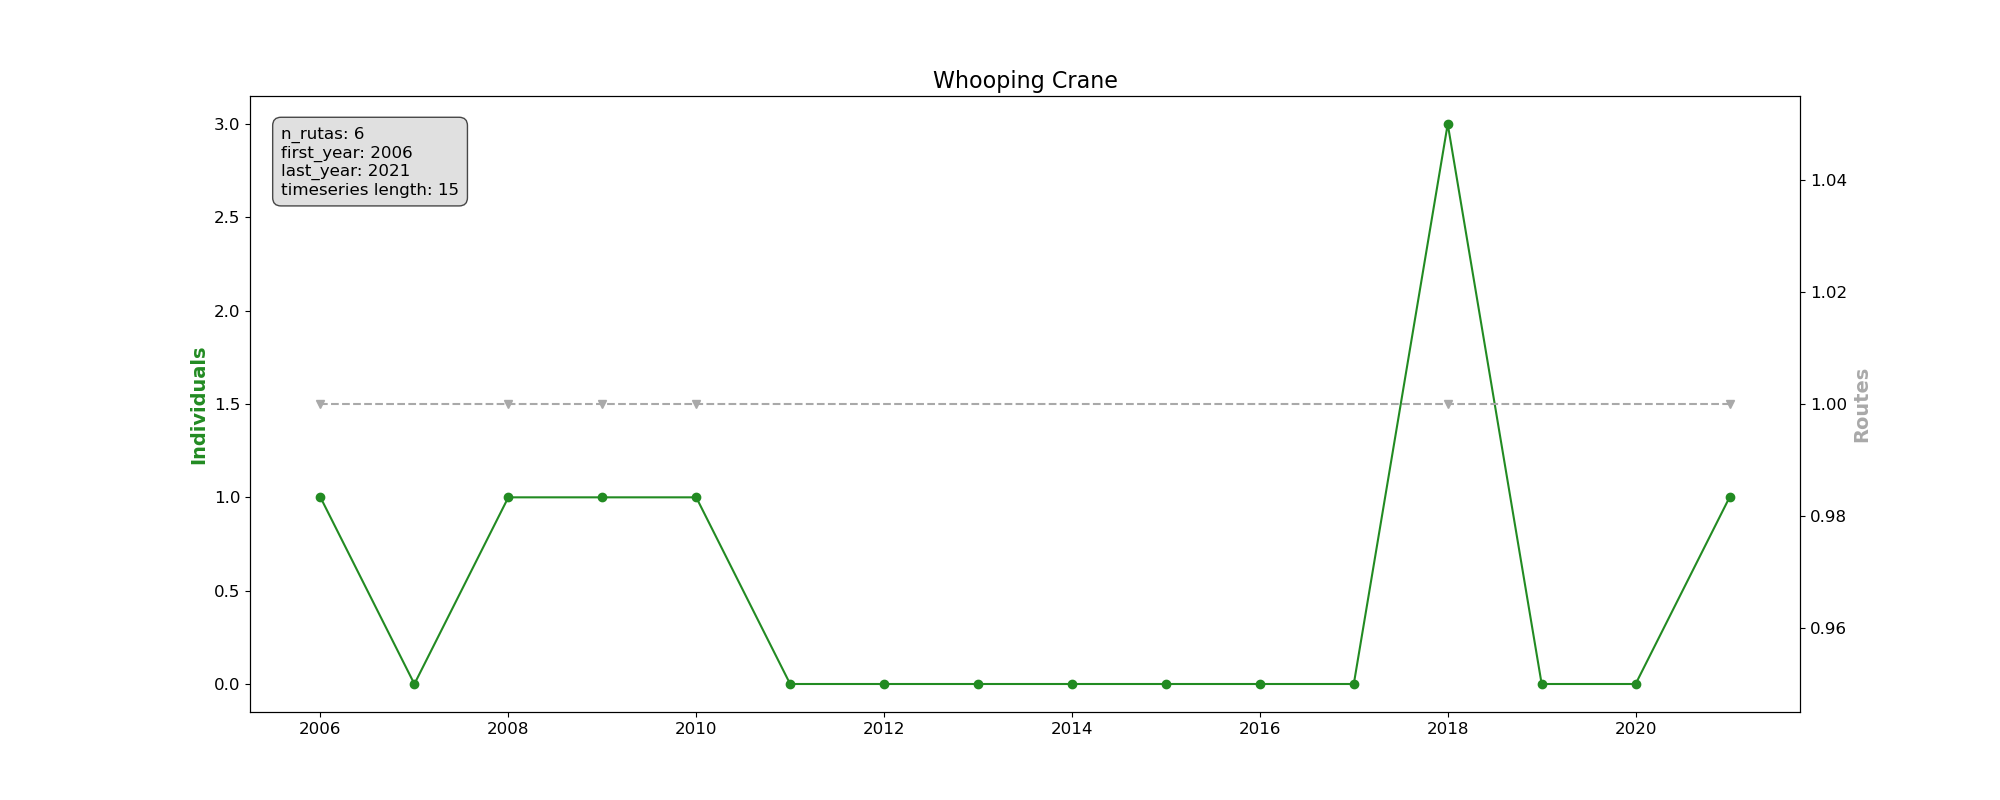 Whooping Crane
n_rutas: 6
first_year: 2006
last_year: 2021
timeseries length: 15
3.0
2.5
2.0
1.5
1.0
0.5
0.0
Individuals
1.04
1.02
1.00
0.98
0.96
Routes
2006 2008 2010 2012 2014 2016 2018 2020